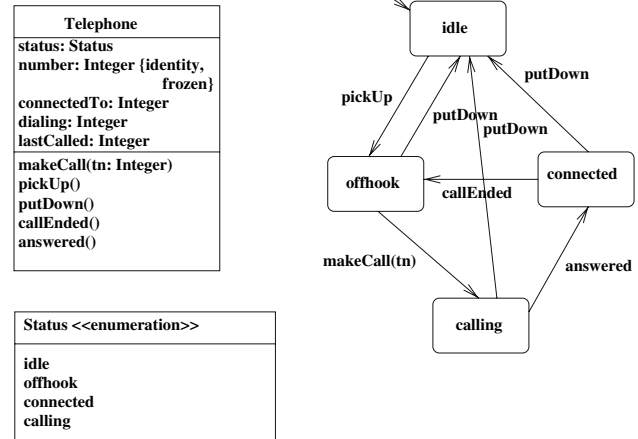 Telephone
status: Status
number: Integer {identity,
frozen}
connectedTo: Integer
dialing: Integer
lastCalled: Integer
makeCall(tn: Integer)
pickUp()
putDown()
callEnded()
answered()
Status <<enumeration>>
idle
offhook
connected
calling
idle
pickUp
putDown
putDown
putDown
offhook
callEnded
connected
makeCall(tn)
answered
calling